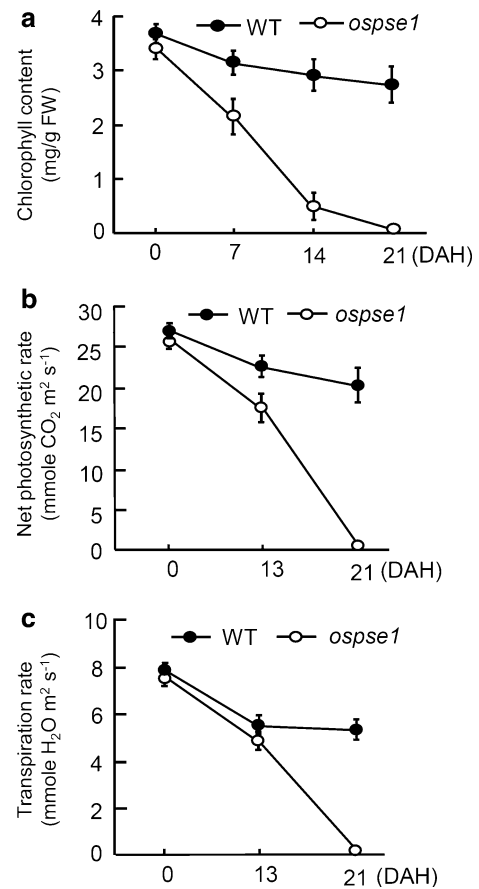 a
WT ospse1
Chlorophyll content
(mg/g FW)
4
3
2
1
0
0 7 14 21 (DAH)
b
WT ospse1
Net photosynthetic rate
(mmole CO₂ m² s⁻¹)
30
25
20
15
10
5
0
0 13 21 (DAH)
c
WT ospse1
Transpiration rate
(mmole H₂O m² s⁻¹)
10
8
6
4
2
0
0 13 21 (DAH)